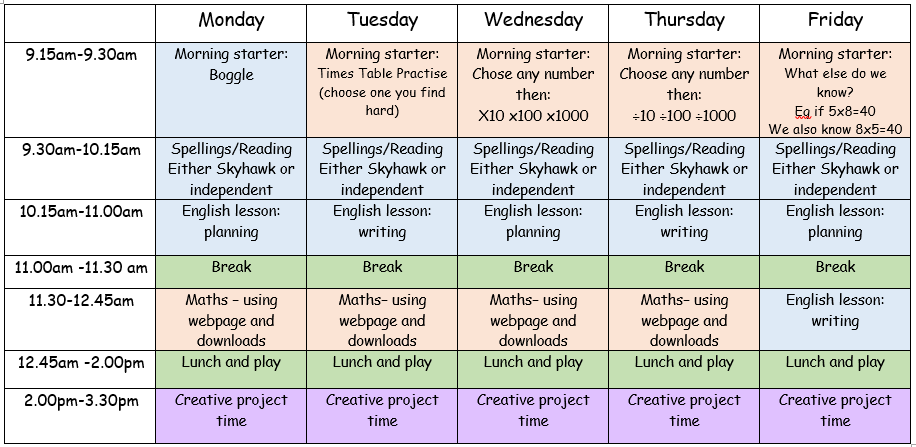 Monday Tuesday Wednesday Thursday Friday
9.15am-9.30am
Morning starter:
Boggle
Morning starter:
Times Table Practise
(choose one you find
hard)
Morning starter:
Chose any number
then:
X10 x100 x1000
Morning starter:
Choose any number
then:
÷10 ÷100 ÷1000
Morning starter:
What else do we
know?
Eg if 5x8=40
We also know 8x5=40
9.30am-10.15am
Spellings/Reading
Either Skyhawk or
independent
Spellings/Reading
Either Skyhawk or
independent
Spellings/Reading
Either Skyhawk or
independent
Spellings/Reading
Either Skyhawk or
independent
Spellings/Reading
Either Skyhawk or
independent
10.15am-11.00am
English lesson:
planning
English lesson:
writing
English lesson:
planning
English lesson:
writing
English lesson:
planning
11.00am -11.30 am
Break
Break
Break
Break
Break
11.30-12.45am
Maths – using
webpage and
downloads
Maths– using
webpage and
downloads
Maths– using
webpage and
downloads
Maths– using
webpage and
downloads
English lesson:
writing
12.45am -2.00pm
Lunch and play
Lunch and play
Lunch and play
Lunch and play
Lunch and play
2.00pm-3.30pm
Creative project
time
Creative project
time
Creative project
time
Creative project
time
Creative project
time